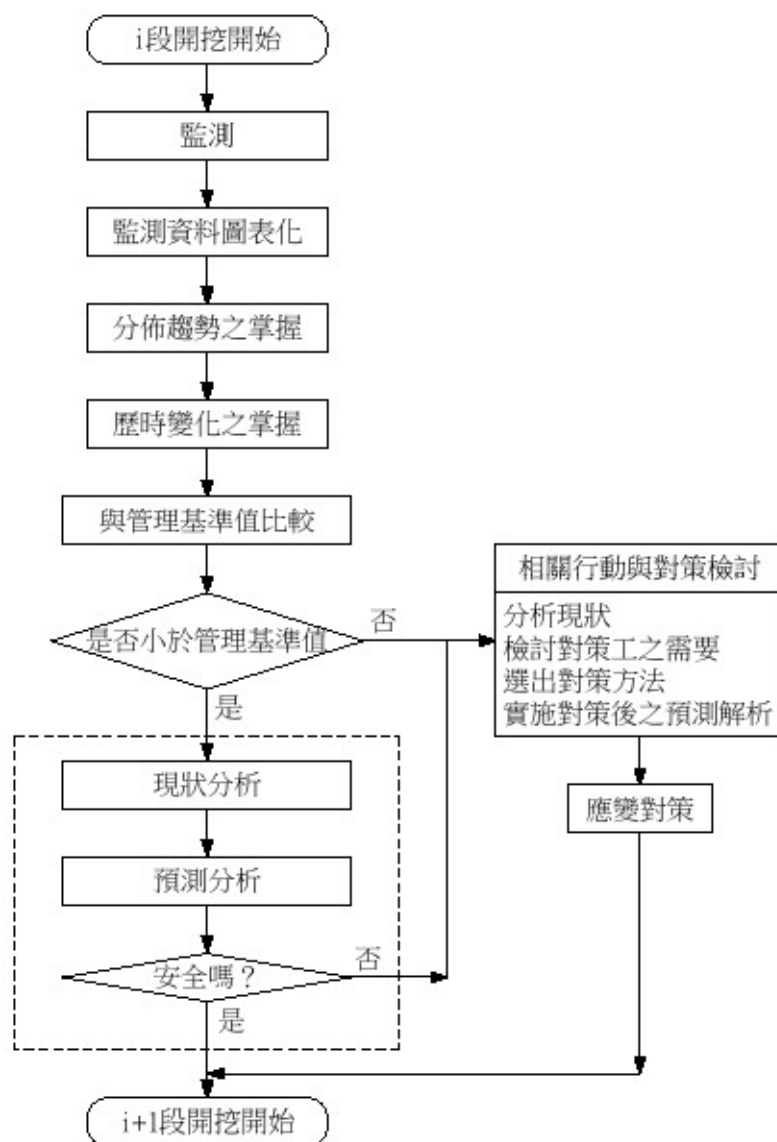 i段開挖開始
監測
監測資料圖表化
分佈趨勢之掌握
歷時變化之掌握
與管理基準值比較
是否小於管理基準值
否
是
相關行動與對策檢討
分析現狀
檢討對策工之需要
選出對策方法
實施對策後之預測解析
應變對策
現狀分析
預測分析
安全嗎？
否
是
i+1段開挖開始